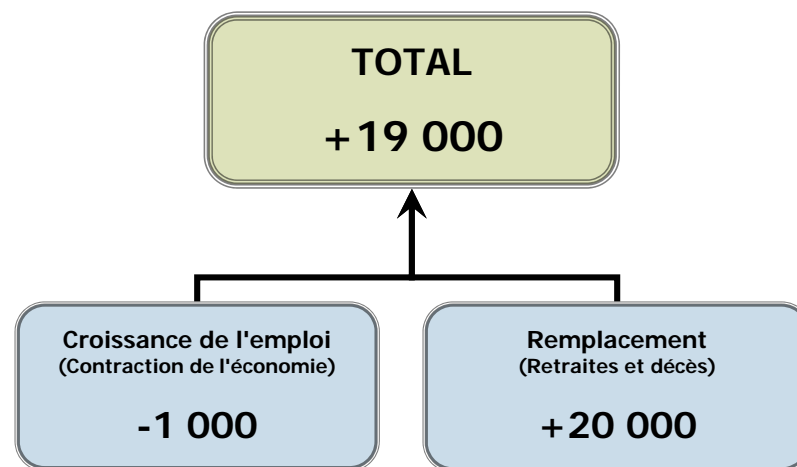 TOTAL
+19 000
Croissance de l'emploi
(Contraction de l'économie)
-1 000
Remplacement
(Retraites et décès)
+20 000